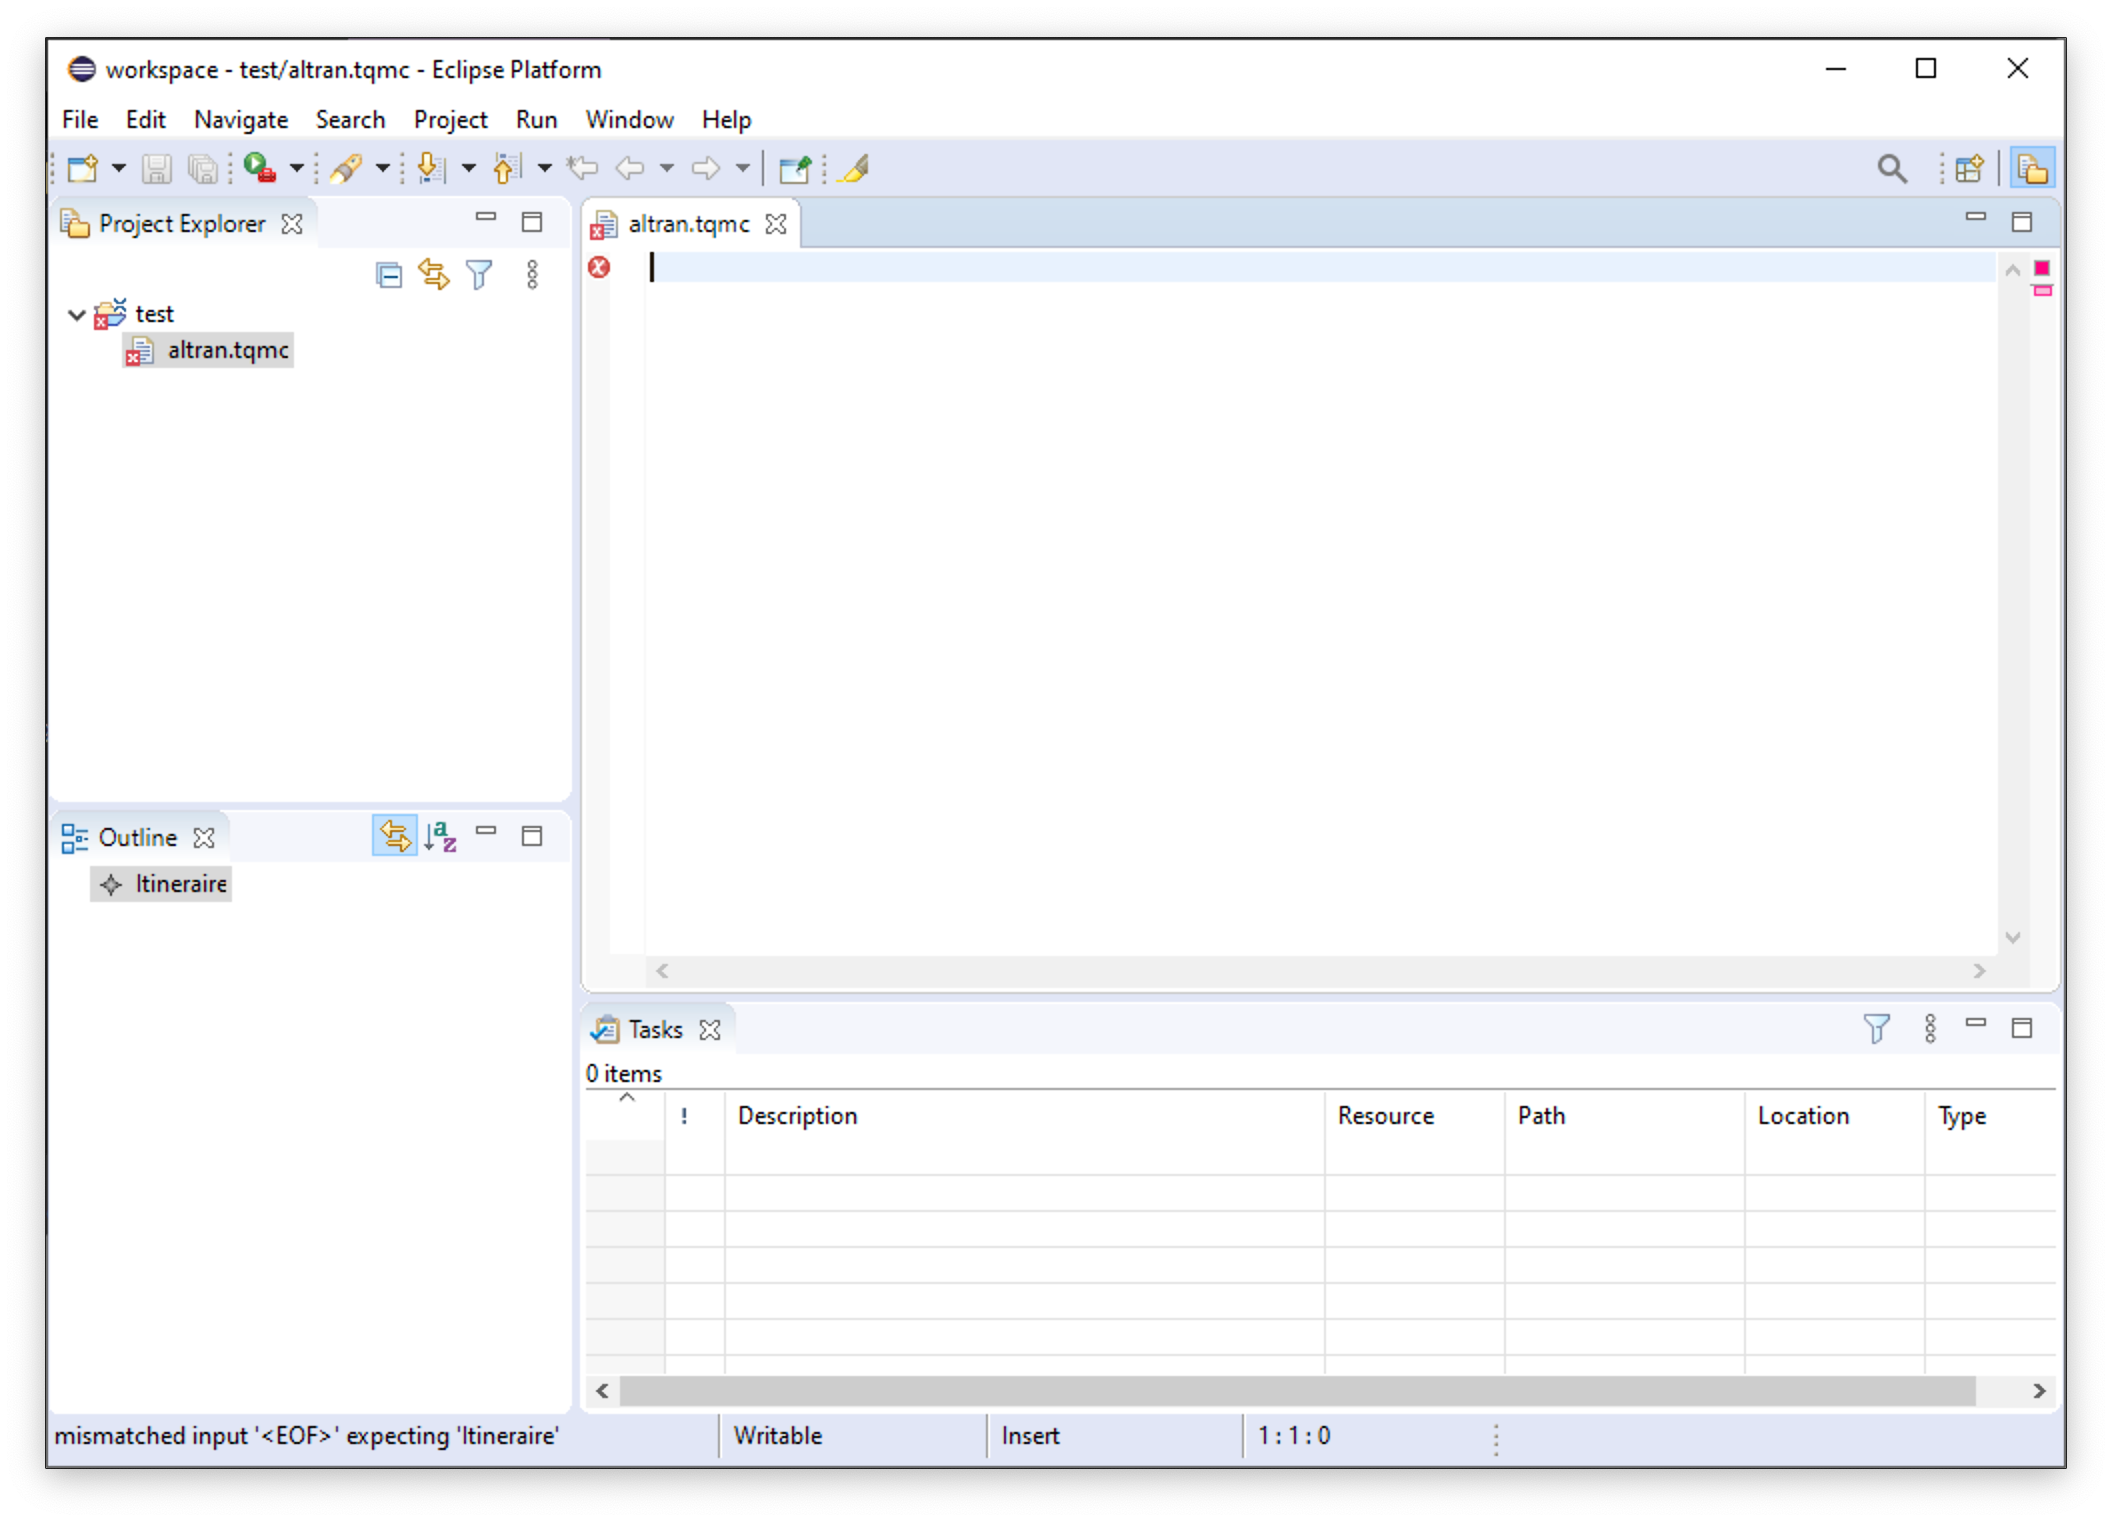 workspace - test/altran.tqmc - Eclipse Platform
File Edit Navigate Search Project Run Window Help
Project Explorer
test
altran.tqmc
altran.tqmc
Outline
a
z
Itineraire
Tasks
0 items
! Description Resource Path Location Type
mismatched input '<EOF>' expecting 'Itineraire' Writable Insert 1 : 1 : 0